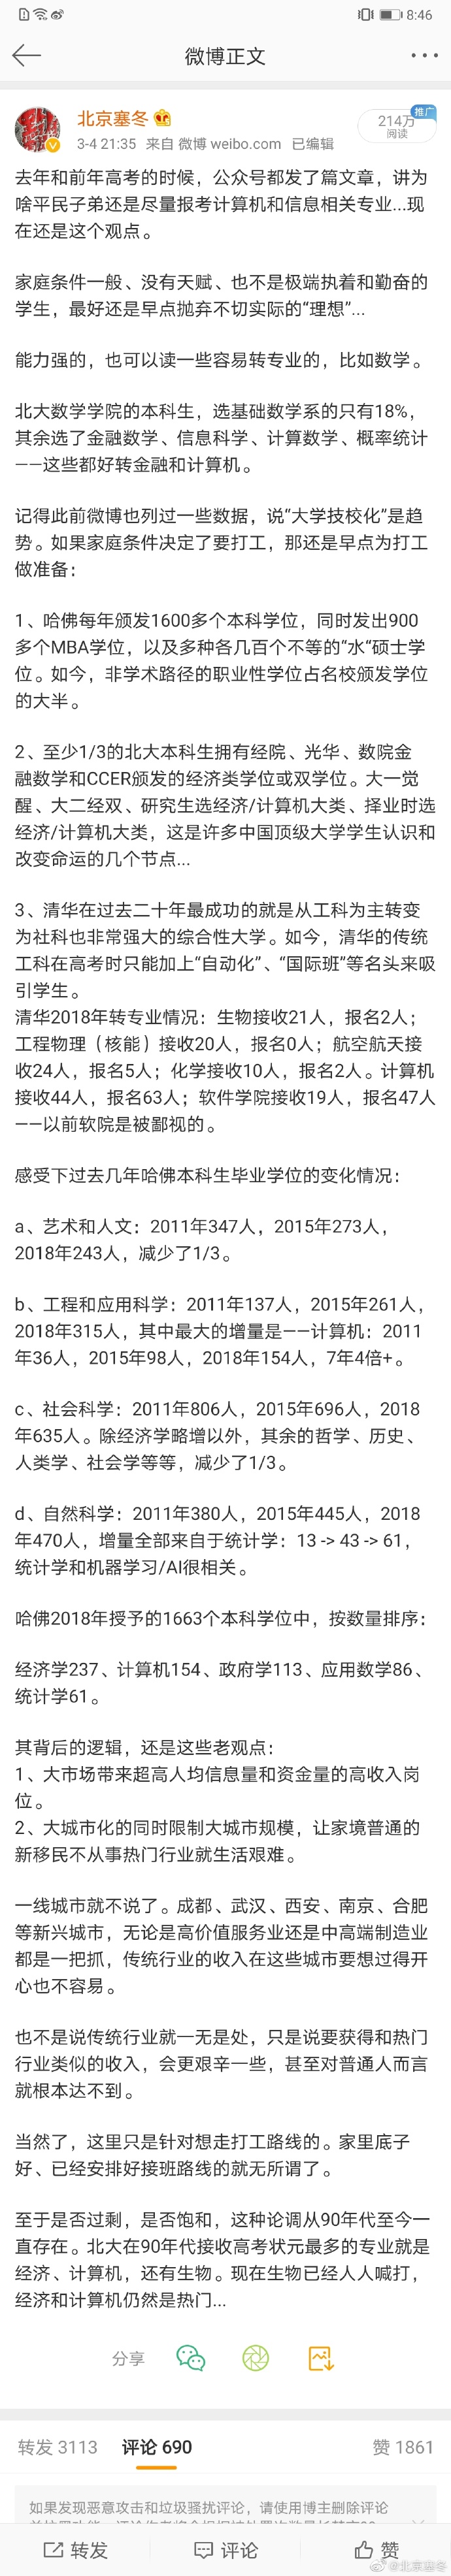 8:46
微博正文
北京塞冬
214万
推广
阅读
3-4 21:35 来自 微博 weibo.com 已编辑
去年和前年高考的时候，公众号都发了篇文章，讲为
啥平民子弟还是尽量报考计算机和信息相关专业...现
在还是这个观点。
家庭条件一般、没有天赋、也不是极端执着和勤奋的
学生，最好还是早点抛弃不切实际的“理想”...
能力强的，也可以读一些容易转专业的，比如数学。
北大数学学院的本科生，选基础数学系的只有18%，
其余选了金融数学、信息科学、计算数学、概率统计
——这些都好转金融和计算机。
记得此前微博也列过一些数据，说“大学技校化”是趋
势。如果家庭条件决定了要打工，那还是早点为打工
做准备：
1、哈佛每年颁发1600多个本科学位，同时发出900
多个MBA学位，以及多种各几百个不等的“水“硕士学
位。如今，非学术路径的职业性学位占名校颁发学位
的大半。
2、至少1/3的北大本科生拥有经院、光华、数院金
融数学和CCER颁发的经济类学位或双学位。大一觉
醒、大二经双、研究生选经济/计算机大类、择业时选
经济/计算机大类，这是许多中国顶级大学学生认识和
改变命运的几个节点...
3、清华在过去二十年最成功的就是从工科为主转变
为社科也非常强大的综合性大学。如今，清华的传统
工科在高考时只能加上“自动化”、“国际班“等名头来吸
引学生。
清华2018年转专业情况：生物接收21人，报名2人；
工程物理（核能）接收20人，报名0人；航空航天接
收24人，报名5人；化学接收10人，报名2人。计算机
接收44人，报名63人；软件学院接收19人，报名47人
——以前软院是被鄙视的。
感受下过去几年哈佛本科生毕业学位的变化情况：
a、艺术和人文：2011年347人，2015年273人，
2018年243人，减少了1/3。
b、工程和应用科学：2011年137人，2015年261人，
2018年315人，其中最大的增量是——计算机：2011
年36人，2015年98人，2018年154人，7年4倍+。
c、社会科学：2011年806人，2015年696人，2018
年635人。除经济学略增以外，其余的哲学、历史、
人类学、社会学等等，减少了1/3。
d、自然科学：2011年380人，2015年445人，2018
年470人，增量全部来自于统计学：13 -> 43 -> 61，
统计学和机器学习/AI很相关。
哈佛2018年授予的1663个本科学位中，按数量排序：
经济学237、计算机154、政府学113、应用数学86、
统计学61。
其背后的逻辑，还是这些老观点：
1、大市场带来超高人均信息量和资金量的高收入岗
位。
2、大城市化的同时限制大城市规模，让家境普通的
新移民不从事热门行业就生活艰难。
一线城市就不说了。成都、武汉、西安、南京、合肥
等新兴城市，无论是高价值服务业还是中高端制造业
都是一把抓，传统行业的收入在这些城市要想过得开
心也不容易。
也不是说传统行业就一无是处，只是说要获得和热门
行业类似的收入，会更艰辛一些，甚至对普通人而言
就根本达不到。
当然了，这里只是针对想走打工路线的。家里底子
好、已经安排好接班路线的就无所谓了。
至于是否过剩，是否饱和，这种论调从90年代至今一
直存在。北大在90年代接收高考状元最多的专业就是
经济、计算机，还有生物。现在生物已经人人喊打，
经济和计算机仍然是热门...
分享
转发 3113 评论 690 赞 1861
如果发现恶意攻击和垃圾骚扰评论，请使用博主删除评论
转发 评论 赞
@北京塞冬